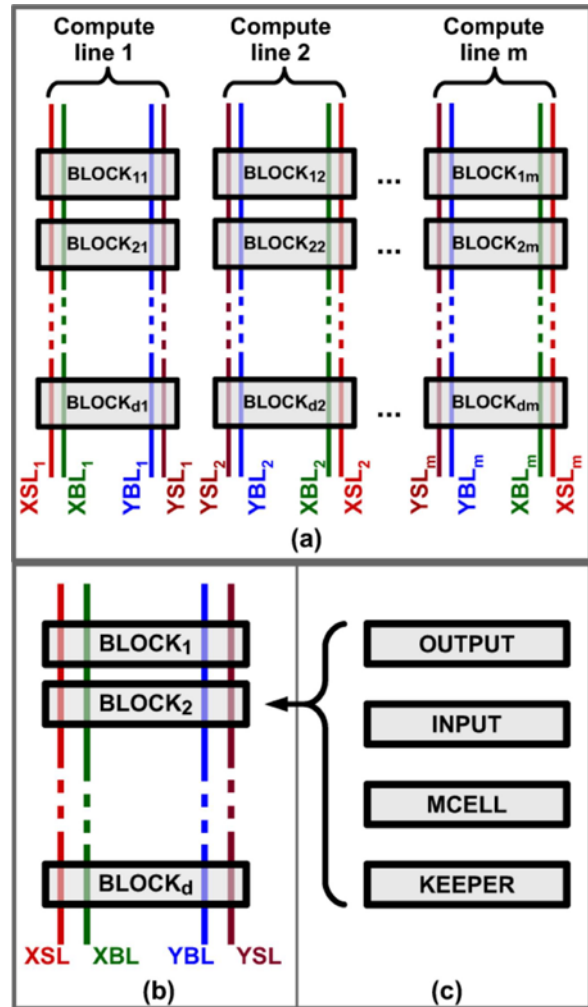 Compute line 1 Compute line 2 Compute line m
BLOCK11 BLOCK12 ... BLOCK1m
BLOCK21 BLOCK22 ... BLOCK2m
BLOCKd1 BLOCKd2 ... BLOCKdm
XSL1 XBL1 YBL1 YSL1 YSL2 YBL2 XBL2 XSL2 YSLm YBLm XBLm XSLm
(a)
BLOCK1
BLOCK2
BLOCKd
XSL XBL YBL YSL
(b)
OUTPUT
INPUT
MCELL
KEEPER
(c)